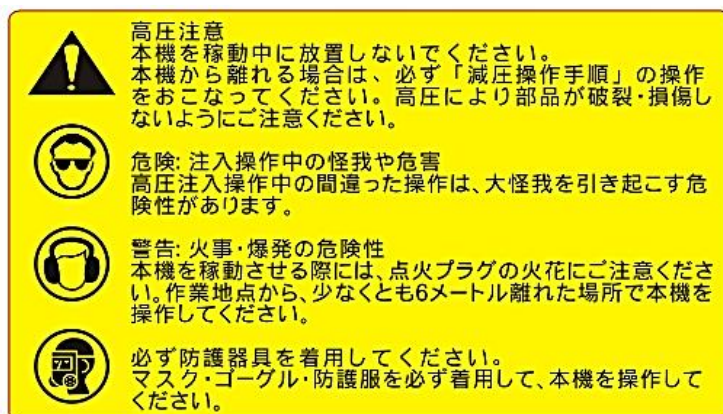 高圧注意
本機を稼動中に放置しないでください。
本機から離れる場合は、必ず「減圧操作手順」の操作
をおこなってください。高圧により部品が破裂・損傷し
ないようにご注意ください。
危険: 注入操作中の怪我や危害
高圧注入操作中の間違った操作は、大怪我を引き起こす危
険性があります。
警告: 火事・爆発の危険性
本機を稼動させる際には、点火プラグの火花にご注意くださ
い。作業地点から、少なくとも6メートル離れた場所で本機を
操作してください。
必ず防護器具を着用してください。
マスク・ゴーグル・防護服を必ず着用して、本機を操作して
ください。